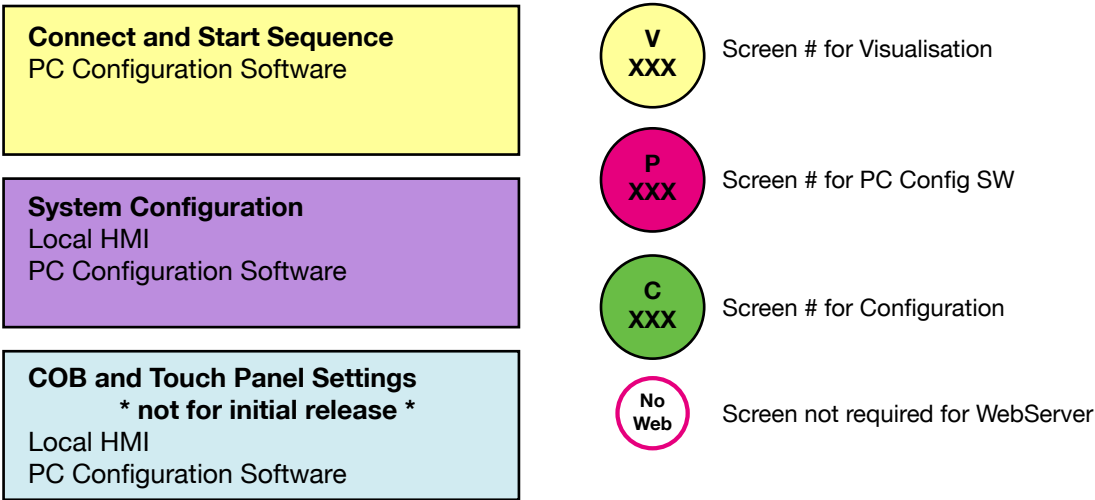 Connect and Start Sequence
PC Configuration Software
System Configuration
Local HMI
PC Configuration Software
COB and Touch Panel Settings
* not for initial release *
Local HMI
PC Configuration Software
V
XXX
Screen # for Visualisation
P
XXX
Screen # for PC Config SW
C
XXX
Screen # for Configuration
No
Web
Screen not required for WebServer